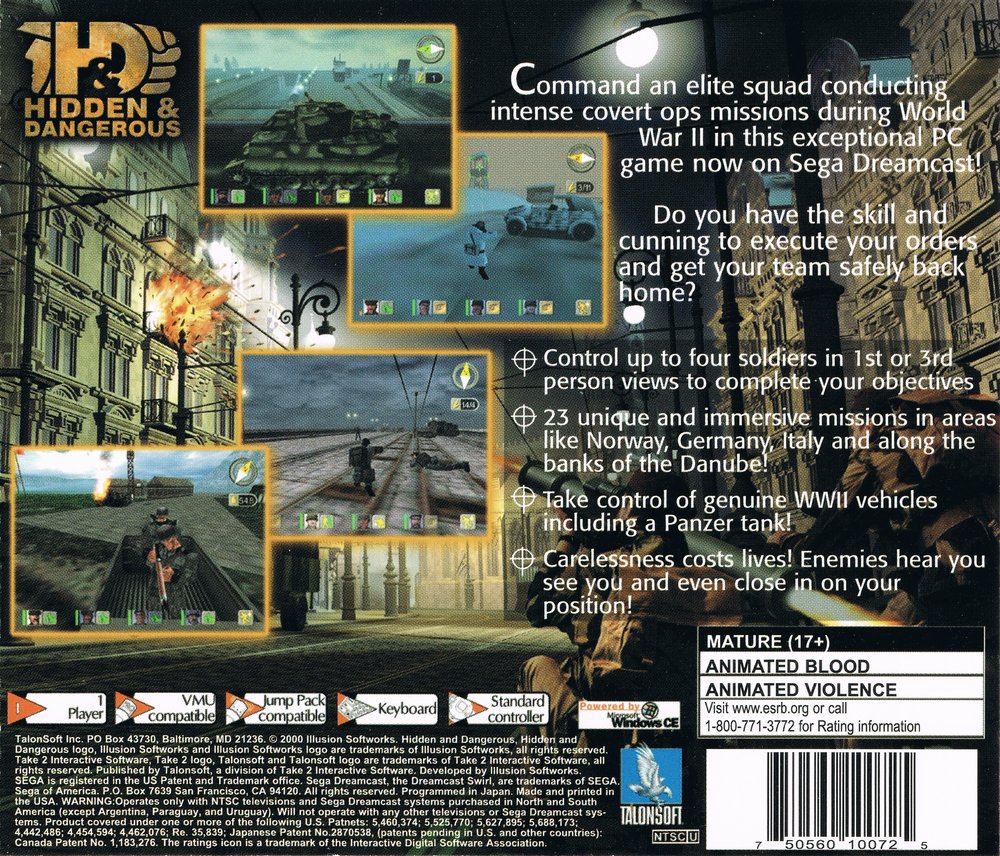 H&D
HIDDEN &
DANGEROUS
1
3/11
14/4
Command an elite squad conducting
intense covert ops missions during World
War II in this exceptional PC
game now on Sega Dreamcast!
Do you have the skill and
cunning to execute your orders
and get your team safely back
home?
Control up to four soldiers in 1st or 3rd
person views to complete your objectives
23 unique and immersive missions in areas
like Norway, Germany, Italy and along the
banks of the Danube!
Take control of genuine WWII vehicles
including a Panzer tank!
Carelessness costs lives! Enemies hear you
see you and even close in on your
position!
MATURE (17+)
ANIMATED BLOOD
ANIMATED VIOLENCE
Visit www.esrb.org or call
1-800-771-3772 for Rating information
1
Player
VMU
compatible
Jump Pack
compatible
Keyboard
Standard
controller
Powered by
Microsoft
Windows CE
TalonSoft Inc. PO Box 43730, Baltimore, MD 21236. © 2000 Illusion Softworks. Hidden and Dangerous, Hidden and
Dangerous logo, Illusion Softworks and Illusion Softworks logo are trademarks of Illusion Softworks, all rights reserved.
Take 2 Interactive Software, Take 2 logo, Talonsoft and Talonsoft logo are trademarks of Take 2 Interactive Software, all
rights reserved. Published by Talonsoft, a division of Take 2 Interactive Software. Developed by Illusion Softworks.
SEGA is registered in the US Patent and Trademark office. Sega Dreamcast, the Dreamcast Swirl, are trademarks of SEGA.
Sega of America. P.O. Box 7639 San Francisco, CA 94120. All rights reserved. Programmed in Japan. Made and printed in
the USA. WARNING:Operates only with NTSC televisions and Sega Dreamcast systems purchased in North and South
America (except Argentina, Paraguay, and Uruguay). Will not operate with any other televisions or Sega Dreamcast sys-
tems. Product covered under one or more of the following U.S. Patnets: 5,460,374; 5,525,770; 5,627,895; 5,688,173;
4,442,486; 4,454,594; 4,462,076; Re. 35,839; Japanese Patent No.2870538, (patents pending in U.S. and other countries):
Canada Patent No. 1,183,276. The ratings icon is a trademark of the Interactive Digital Software Association.
TALONSOFT
NTSC U
7 50560 10072 5